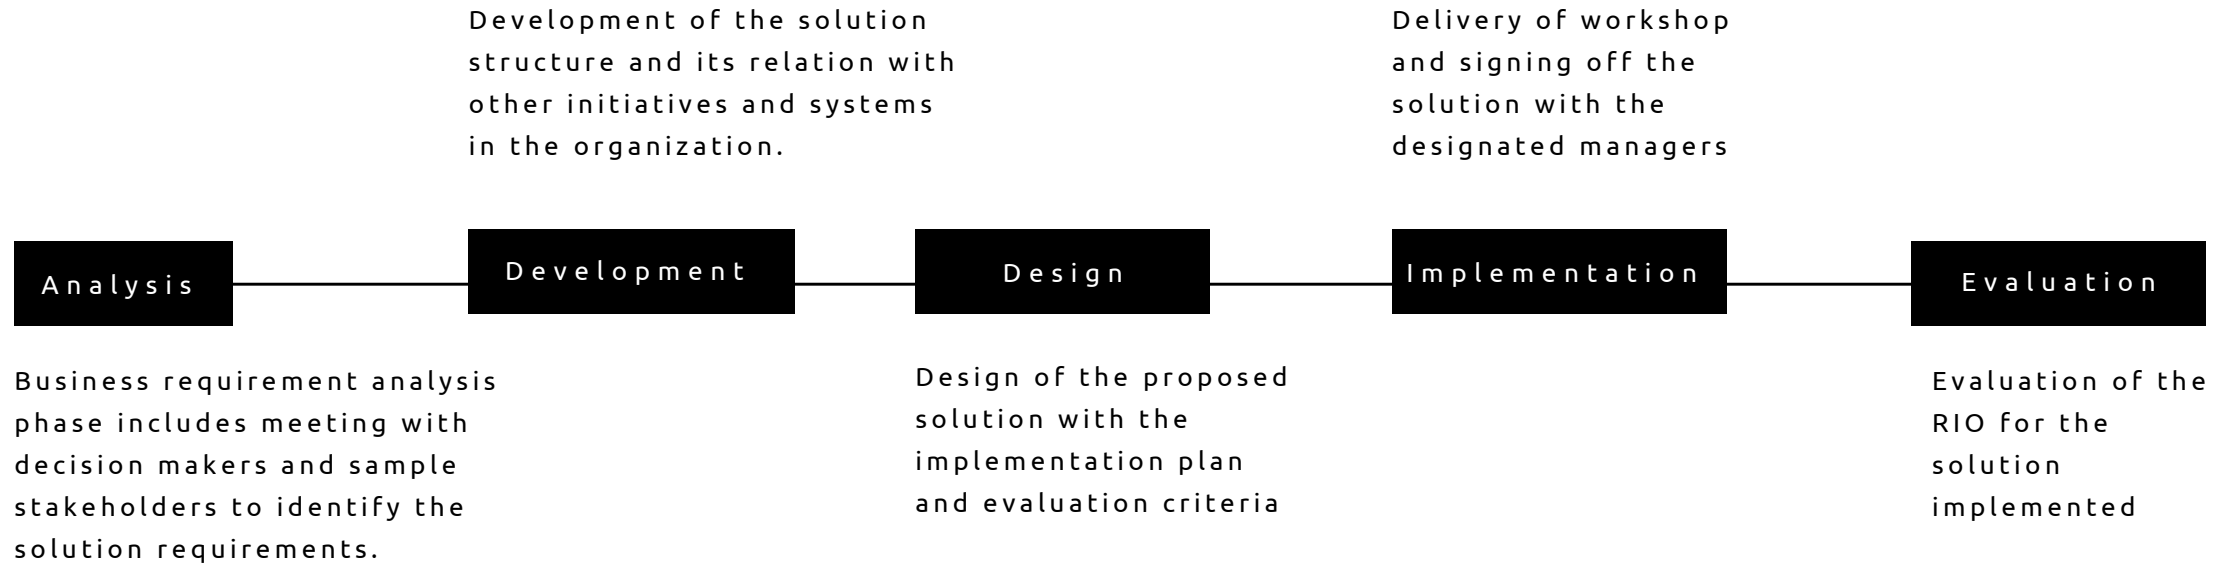 Development of the solution
structure and its relation with
other initiatives and systems
in the organization.
Delivery of workshop
and signing off the
solution with the
designated managers
Analysis
Development
Design
Implementation
Evaluation
Business requirement analysis
phase includes meeting with
decision makers and sample
stakeholders to identify the
solution requirements.
Design of the proposed
solution with the
implementation plan
and evaluation criteria
Evaluation of the
RIO for the
solution
implemented